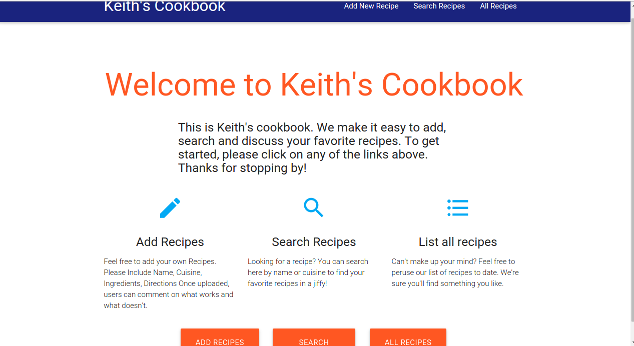 Keith's Cookbook
Add New Recipe Search Recipes All Recipes
Welcome to Keith's Cookbook
This is Keith's cookbook. We make it easy to add,
search and discuss your favorite recipes. To get
started, please click on any of the links above.
Thanks for stopping by!
Add Recipes
Feel free to add your own Recipes.
Please Include Name, Cuisine,
Ingredients, Directions Once uploaded,
users can comment on what works and
what doesn't.
Search Recipes
Looking for a recipe? You can search
here by name or cuisine to find your
favorite recipes in a jiffy!
List all recipes
Can't make up your mind? Feel free to
peruse our list of recipes to date. We're
sure you'll find something you like.
ADD RECIPES
SEARCH
ALL RECIPES